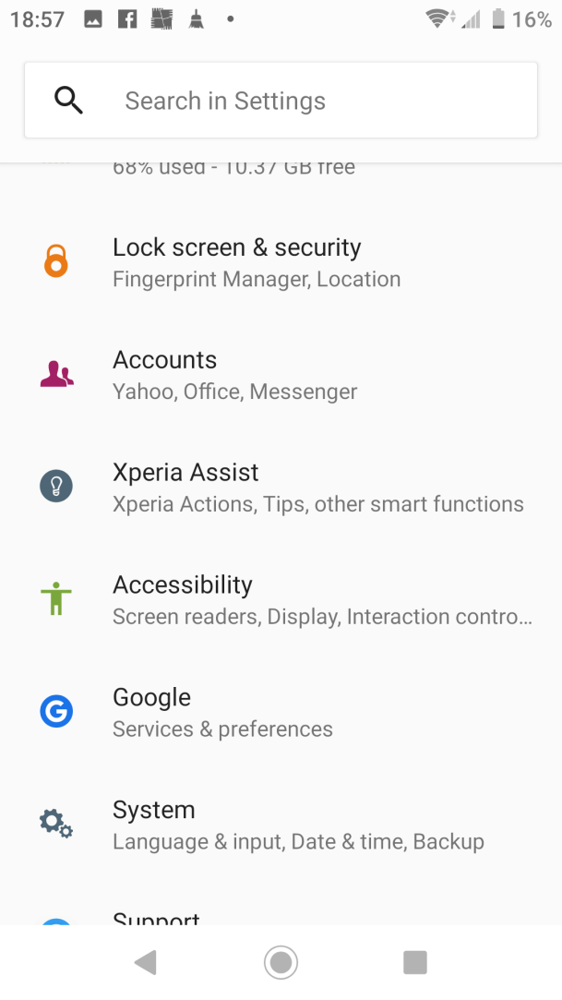 18:57 16%
Search in Settings
68% used - 10.37 GB free
Lock screen & security
Fingerprint Manager, Location
Accounts
Yahoo, Office, Messenger
Xperia Assist
Xperia Actions, Tips, other smart functions
Accessibility
Screen readers, Display, Interaction contro...
Google
Services & preferences
System
Language & input, Date & time, Backup
Support